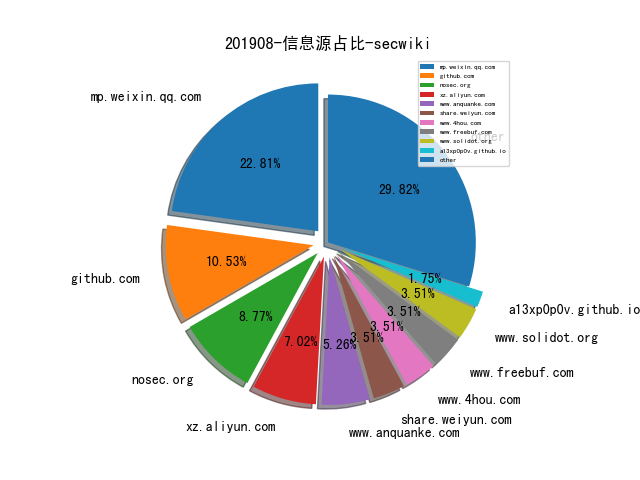 201908-信息源占比-secwiki
mp.weixin.qq.com
github.com
nosec.org
xz.aliyun.com
www.anquanke.com
share.weiyun.com
www.4hou.com
www.freebuf.com
www.solidot.org
a13xp0p0v.github.io
other
other
mp.weixin.qq.com
22.81%
29.82%
10.53%
github.com
8.77%
nosec.org
7.02%
xz.aliyun.com
5.26%
www.anquanke.com
3.51%
share.weiyun.com
3.51%
www.4hou.com
3.51%
www.freebuf.com
3.51%
www.solidot.org
1.75%
a13xp0p0v.github.io